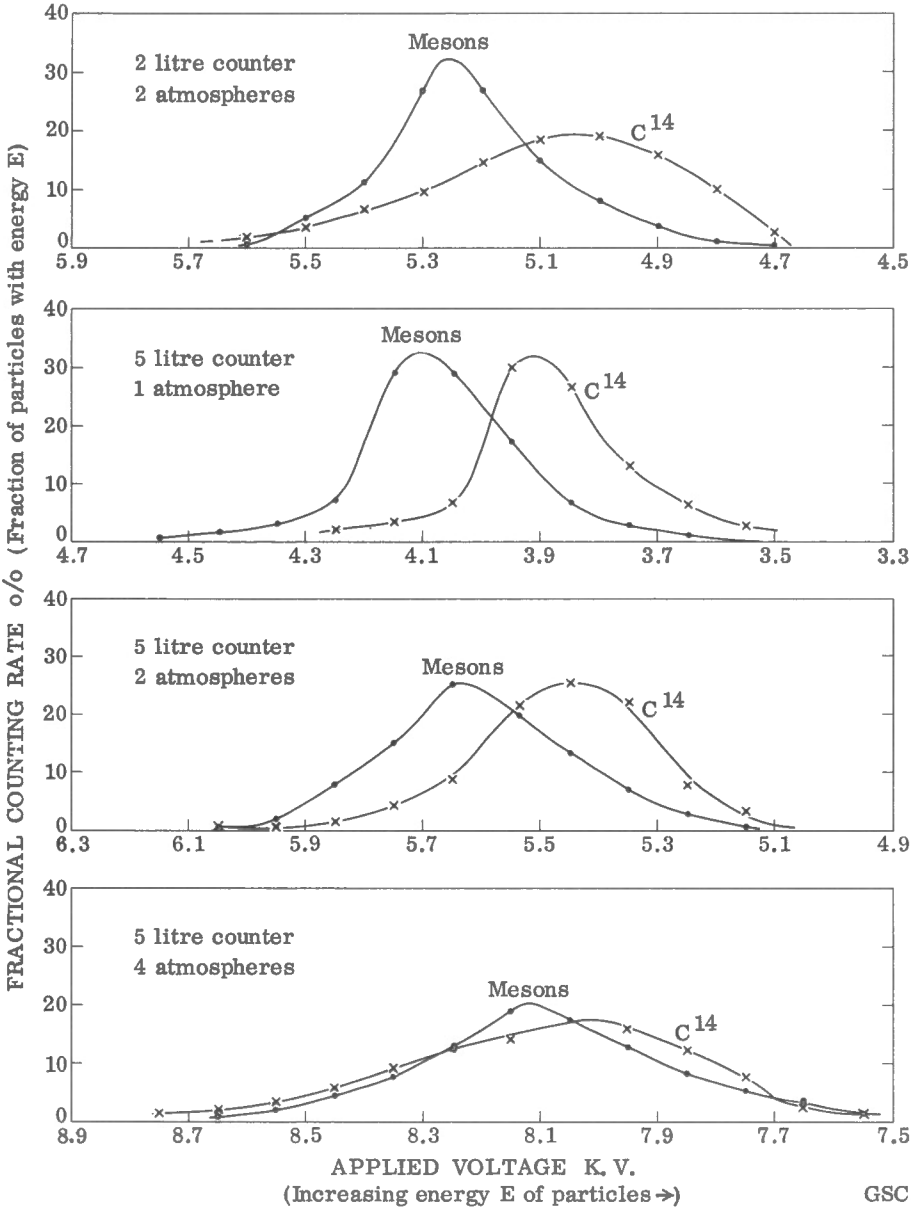 FRACTIONAL COUNTING RATE o/o (Fraction of particles with energy E)
40
30
20
10
0
2 litre counter
2 atmospheres
Mesons
C14
5.9 5.7 5.5 5.3 5.1 4.9 4.7 4.5
40
30
20
10
0
5 litre counter
1 atmosphere
Mesons
C14
4.7 4.5 4.3 4.1 3.9 3.7 3.5 3.3
40
30
20
10
0
5 litre counter
2 atmospheres
Mesons
C14
6.3 6.1 5.9 5.7 5.5 5.3 5.1 4.9
40
30
20
10
0
5 litre counter
4 atmospheres
Mesons
C14
8.9 8.7 8.5 8.3 8.1 7.9 7.7 7.5
APPLIED VOLTAGE K.V.
(Increasing energy E of particles→)
GSC